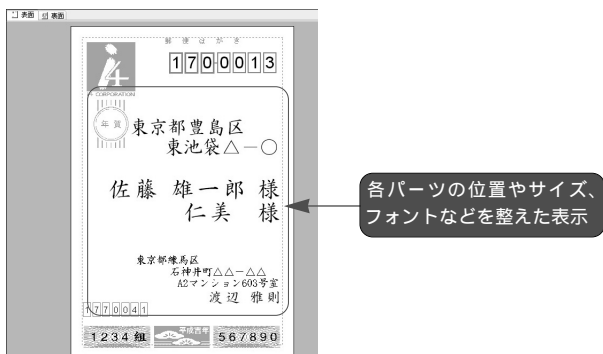 表面 裏面
郵便はがき
1700013
CORPORATION
年賀
東京都豊島区
東池袋△－○
佐藤 雄一郎 様
仁美 様
東京都練馬区
石神井町△△－△△
A2マンション603号室
渡辺 雅則
1770041
1234組 567890
各パーツの位置やサイズ、
フォントなどを整えた表示